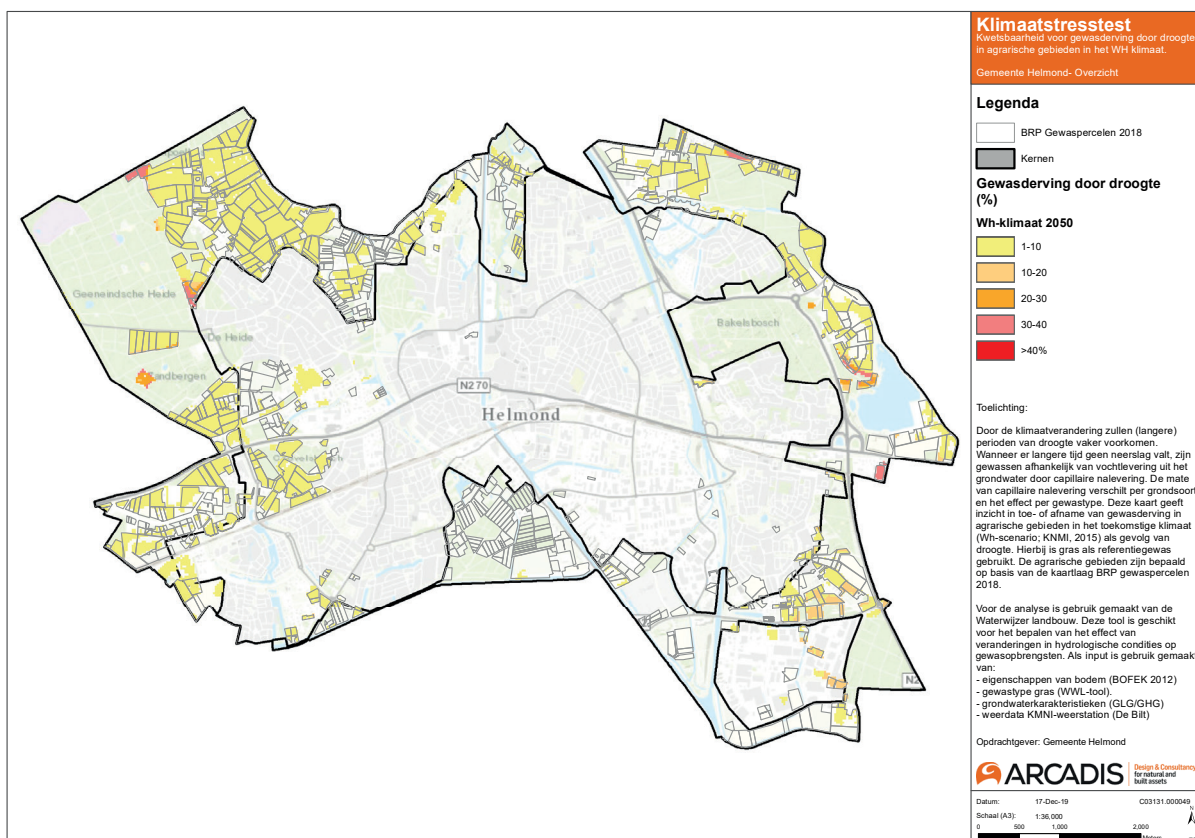 Klimaatstresstest
Kwetsbaarheid voor gewasderving door droogte
in agrarische gebieden in het WH klimaat.
Gemeente Helmond- Overzicht
Legenda
BRP Gewaspercelen 2018
Kernen
Gewasderving door droogte
(%)
Wh-klimaat 2050
1-10
10-20
20-30
30-40
>40%
Toelichting:
Door de klimaatverandering zullen (langere)
perioden van droogte vaker voorkomen.
Wanneer er langere tijd geen neerslag valt, zijn
gewassen afhankelijk van vochtlevering uit het
grondwater door capillaire nalevering. De mate
van capillaire nalevering verschilt per grondsoort
en het effect per gewastype. Deze kaart geeft
inzicht in toe- of afname van gewasderving in
agrarische gebieden in het toekomstige klimaat
(Wh-scenario; KNMI, 2015) als gevolg van
droogte. Hierbij is gras als referentiegewas
gebruikt. De agrarische gebieden zijn bepaald
op basis van de kaartlaag BRP gewaspercelen
2018.
Voor de analyse is gebruik gemaakt van de
Waterwijzer landbouw. Deze tool is geschikt
voor het bepalen van het effect van
veranderingen in hydrologische condities op
gewasopbrengsten. Als input is gebruik gemaakt
van:
- eigenschappen van bodem (BOFEK 2012)
- gewastype gras (WWL-tool).
- grondwaterkarakteristieken (GLG/GHG)
- weerdata KMNI-weerstation (De Bilt)
Opdrachtgever: Gemeente Helmond
ARCADIS
Design & Consultancy
for natural and
built assets
Datum: 17-Dec-19 C03131.000049
Schaal (A3): 1:36,000
N
0 500 1,000 2,000
Geeneindsche Heide
De Heide
Zandbergen
Bakelsbosch
N270
Helmond
N2